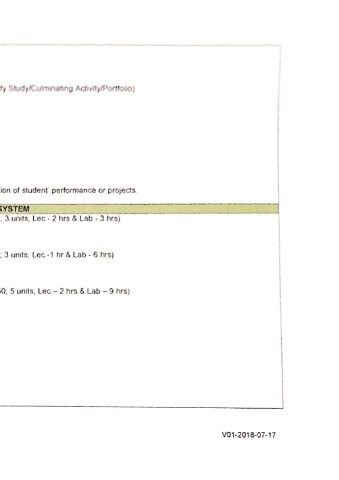 ty Study/Culminating Activity/Portfolio)
ion of student' performance or projects.
SYSTEM
; 3 units; Lec - 2 hrs & Lab - 3 hrs)
; 3 units; Lec -1 hr & Lab - 6 hrs)
50; 5 units; Lec – 2 hrs & Lab – 9 hrs)
V01-2018-07-17